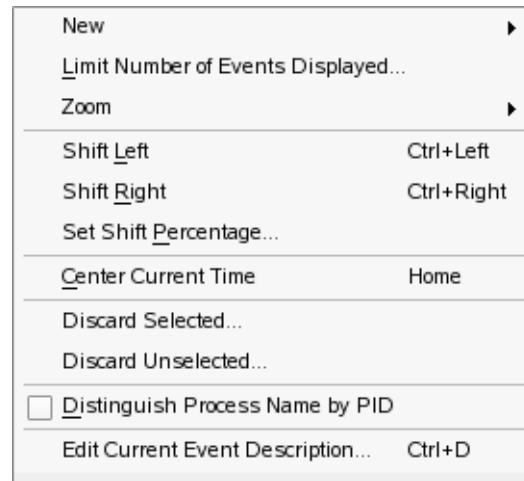 New
Limit Number of Events Displayed...
Zoom
Shift Left Ctrl+Left
Shift Right Ctrl+Right
Set Shift Percentage...
Center Current Time Home
Discard Selected...
Discard Unselected...
Distinguish Process Name by PID
Edit Current Event Description... Ctrl+D